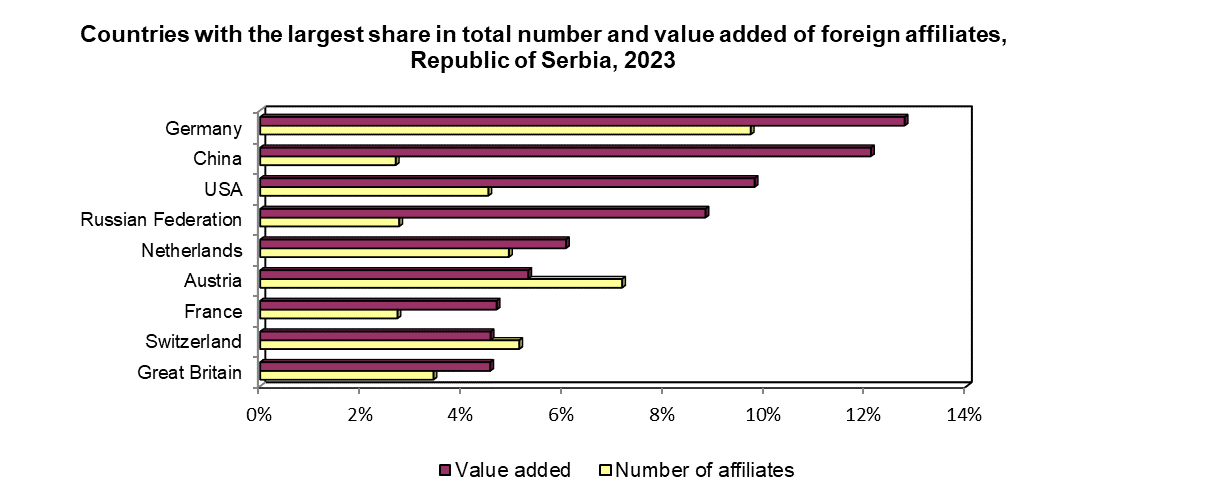 Countries with the largest share in total number and value added of foreign affiliates,
Republic of Serbia, 2023
Germany
China
USA
Russian Federation
Netherlands
Austria
France
Switzerland
Great Britain
0% 2% 4% 6% 8% 10% 12% 14%
Value added Number of affiliates